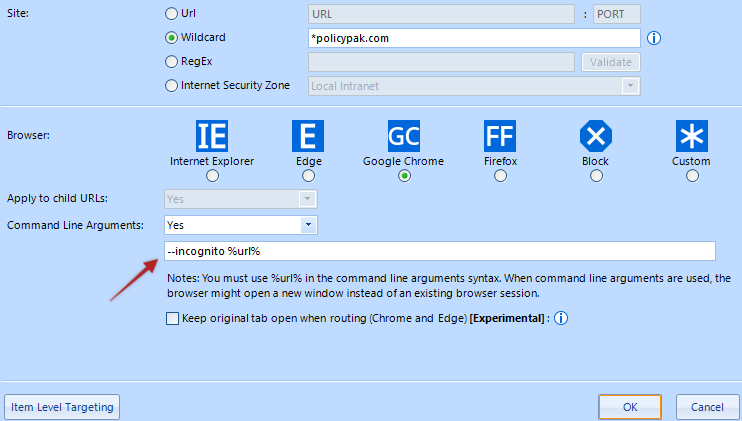 Site: Url URL : PORT
Wildcard *policypak.com
RegEx Validate
Internet Security Zone Local Intranet
Browser: IE E GC FF
Internet Explorer Edge Google Chrome Firefox Block Custom
Apply to child URLs: Yes
Command Line Arguments: Yes
--incognito %url%
Notes: You must use %url% in the command line arguments syntax. When command line arguments are used, the
browser might open a new window instead of an existing browser session.
Keep original tab open when routing (Chrome and Edge) [Experimental] :
Item Level Targeting OK Cancel